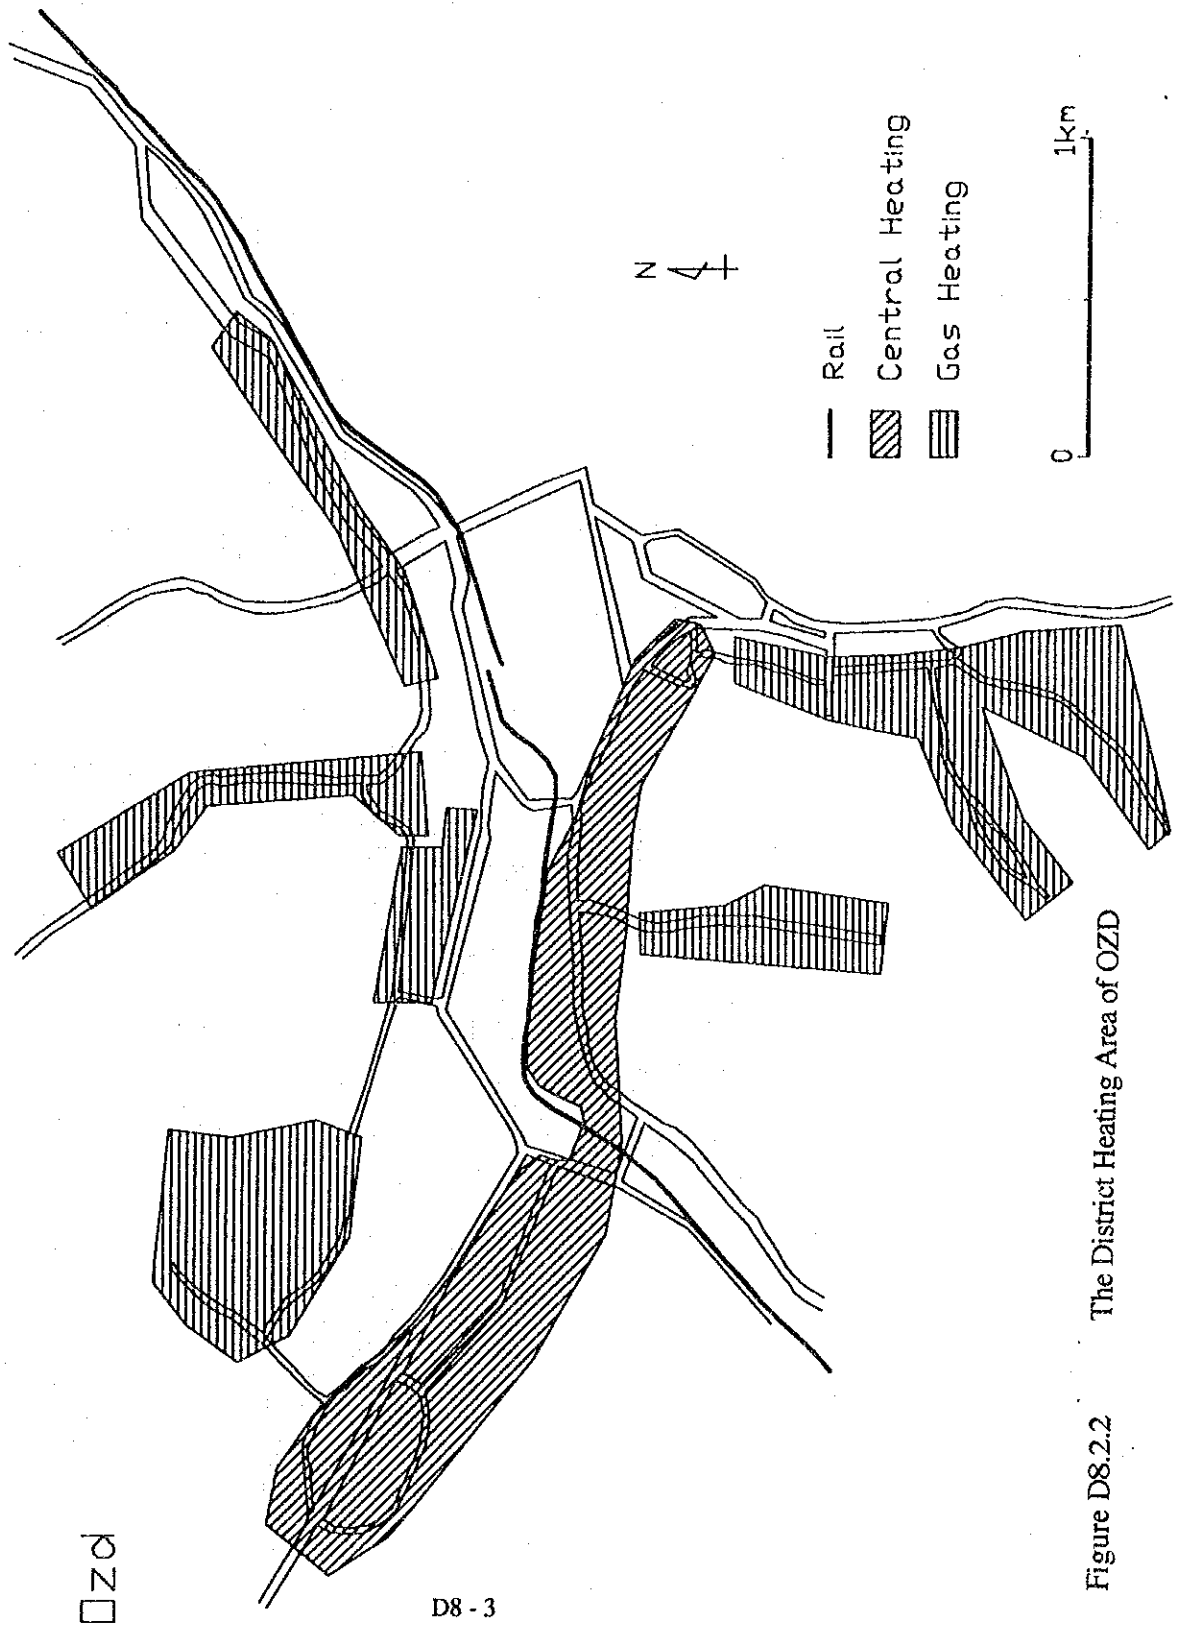 Ozd
N
Rail
Central Heating
Gas Heating
0 1km
Figure D8.2.2 The District Heating Area of OZD
D8 - 3